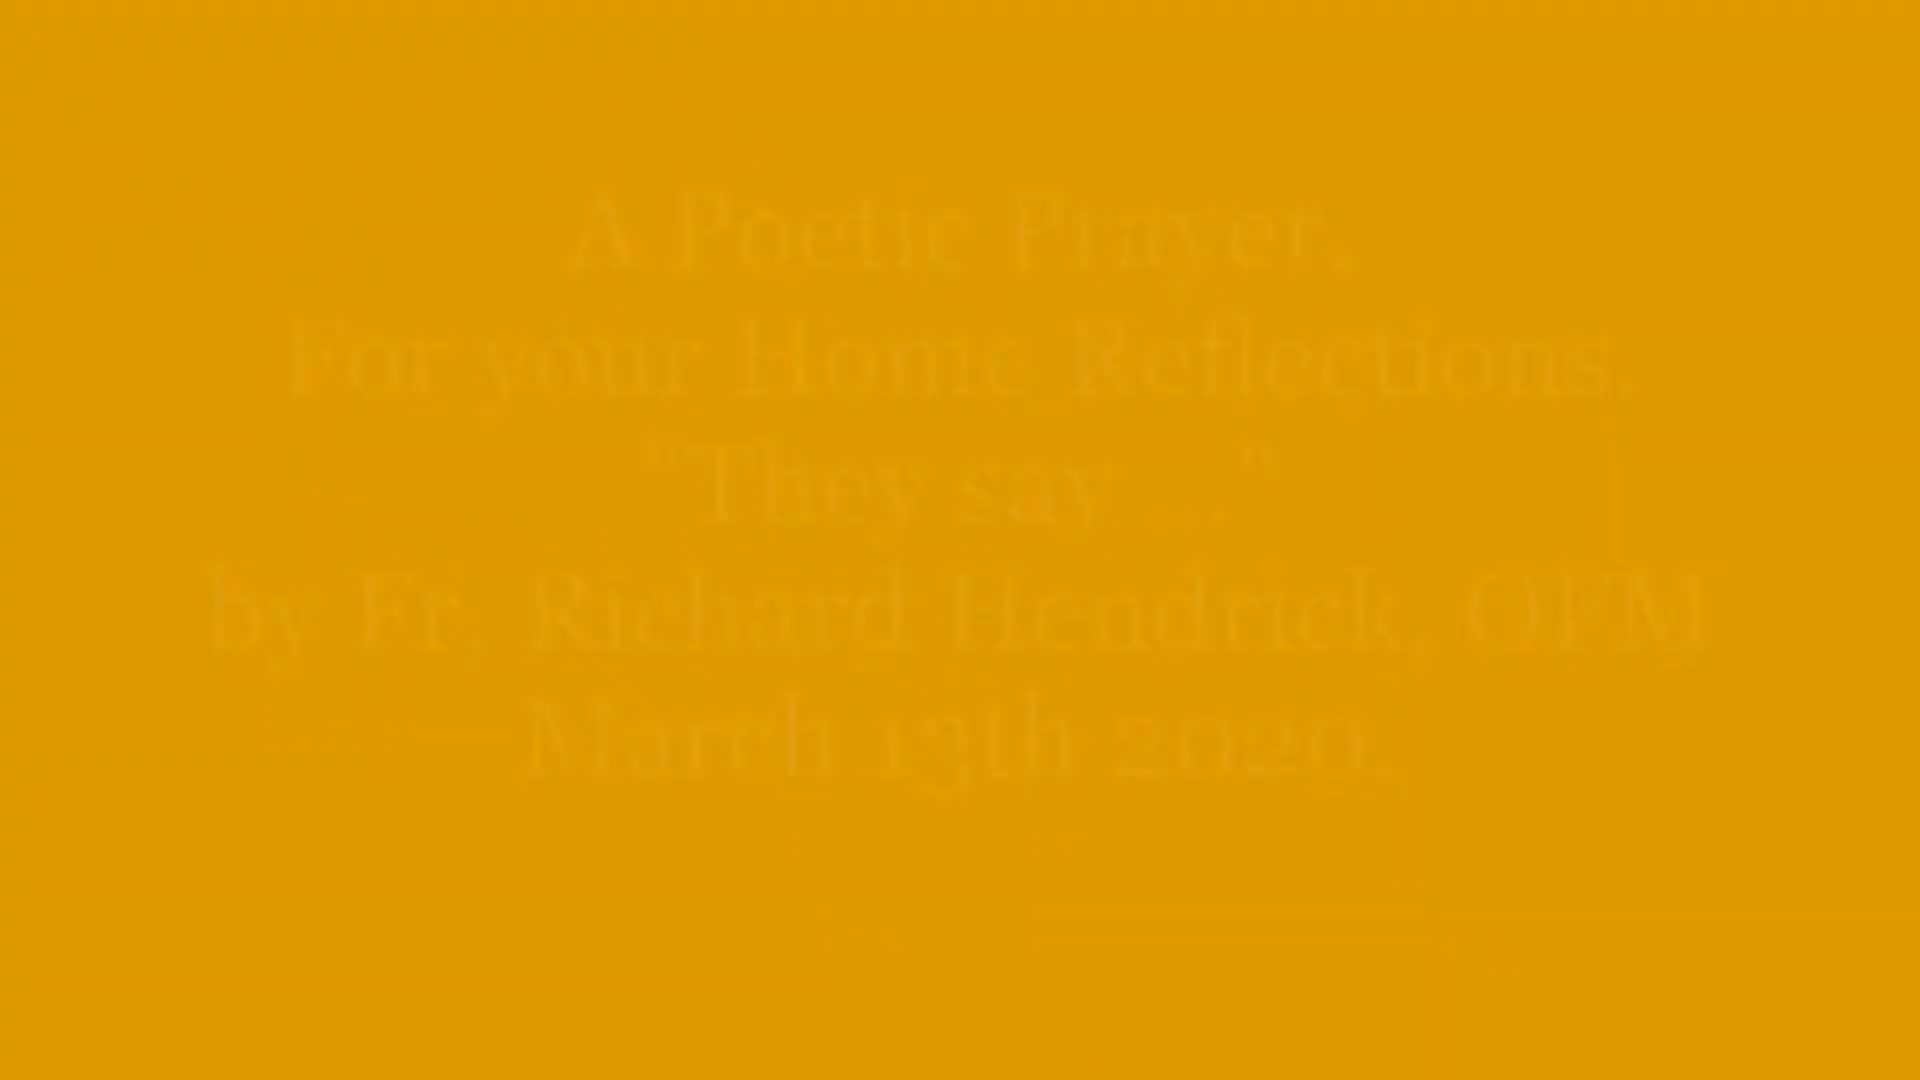 A Poetic Prayer.
For your Home Reflections.
"They say ... "
by Fr. Richard Hendrick, OFM
March 13th 2020.